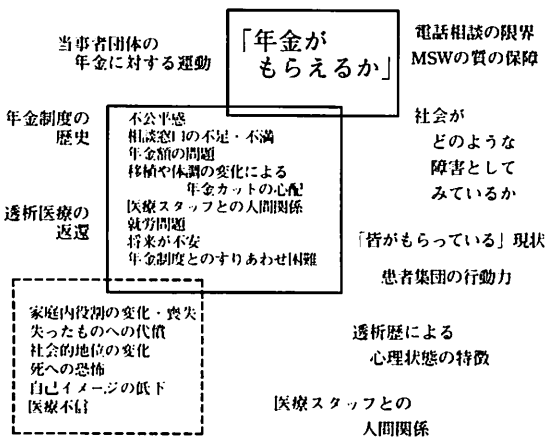 当事者団体の
年金に対する運動
「年金が
もらえるか」
電話相談の限界
MSWの質の保障
年金制度の
歴史
不公平感
相談窓口の不足・不満
年金額の問題
移植や体調の変化による
年金カットの心配
医療スタッフとの人間関係
就労問題
将来が不安
年金制度とのすりあわせ困難
社会が
どのような
障害として
みているか
透析医療の
返還
「皆がもらっている」現状
患者集団の行動力
家庭内役割の変化・喪失
失ったものへの代償
社会的地位の変化
死への恐怖
自己イメージの低下
医療不信
透析歴による
心理状態の特徴
医療スタッフとの
人間関係